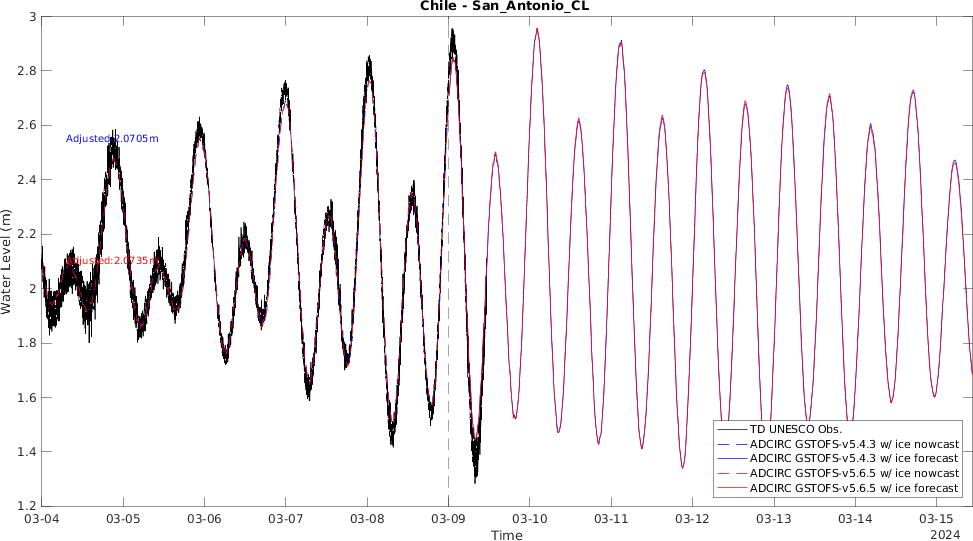 Chile - San_Antonio_CL
3
2.8
2.6
2.4
2.2
2
1.8
1.6
1.4
1.2
Water Level (m)
Adjusted:2.0705m
Adjusted:2.0735m
TD UNESCO Obs.
ADCIRC GSTOFS-v5.4.3 w/ ice nowcast
ADCIRC GSTOFS-v5.4.3 w/ ice forecast
ADCIRC GSTOFS-v5.6.5 w/ ice nowcast
ADCIRC GSTOFS-v5.6.5 w/ ice forecast
03-04 03-05 03-06 03-07 03-08 03-09 03-10 03-11 03-12 03-13 03-14 03-15
Time
2024